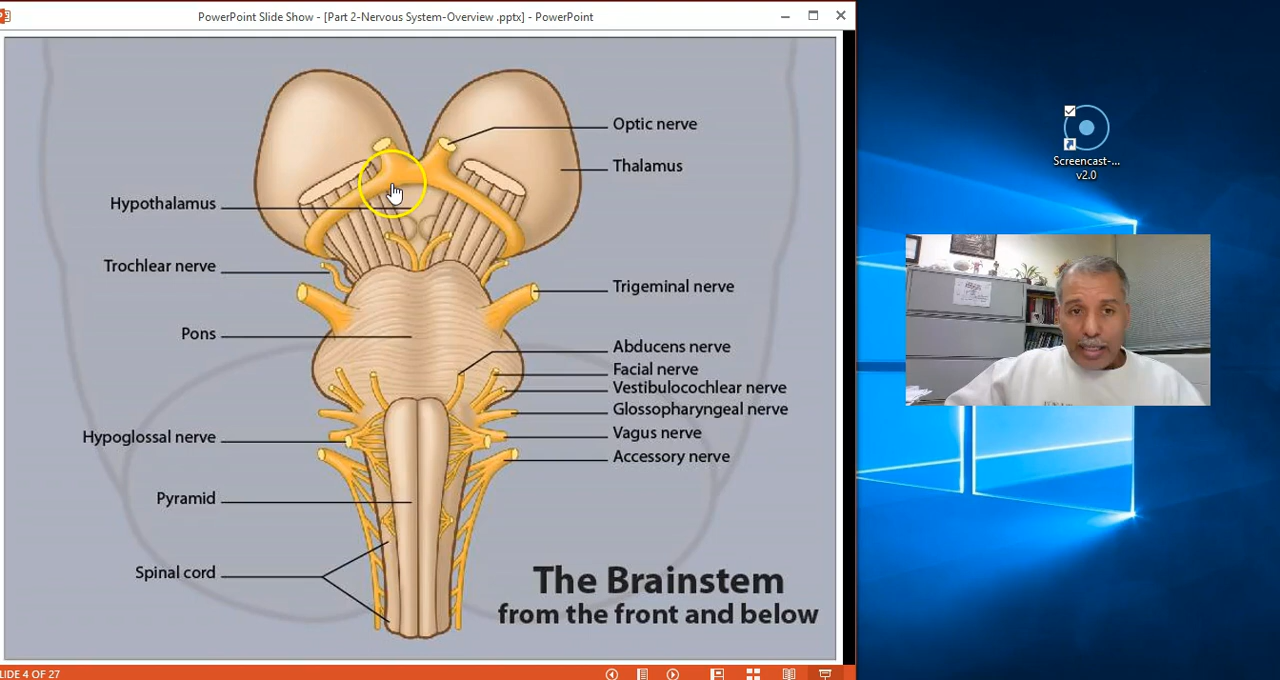 PowerPoint Slide Show - [Part 2-Nervous System-Overview .pptx] - PowerPoint
Optic nerve
Thalamus
Hypothalamus
Trochlear nerve
Trigeminal nerve
Pons
Abducens nerve
Facial nerve
Vestibulocochlear nerve
Glossopharyngeal nerve
Hypoglossal nerve
Vagus nerve
Accessory nerve
Pyramid
Spinal cord
The Brainstem
from the front and below
LIDE 4 OF 27
Screencast-...
v2.0